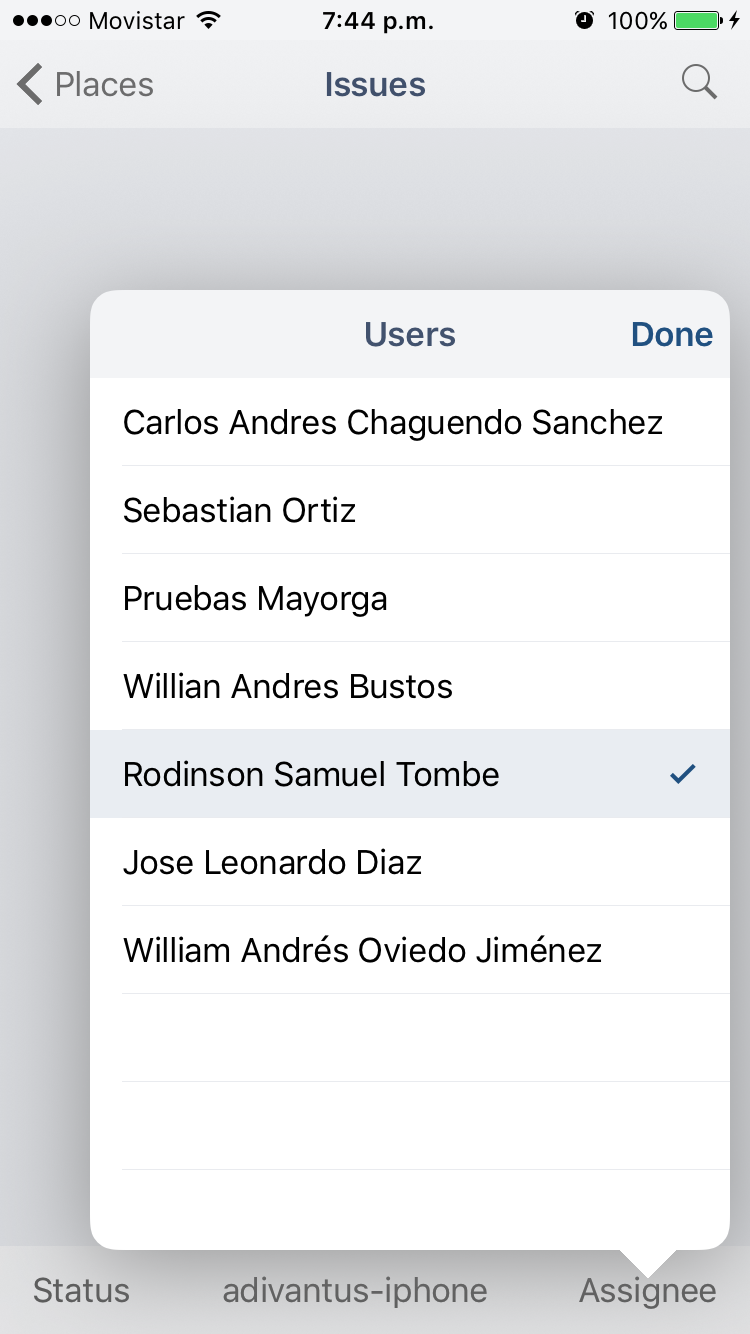 Movistar 7:44 p.m. 100%
Places Issues
Users Done
Carlos Andres Chaguendo Sanchez
Sebastian Ortiz
Pruebas Mayorga
Willian Andres Bustos
Rodinson Samuel Tombe
Jose Leonardo Diaz
William Andrés Oviedo Jiménez
Status adivantus-iphone Assignee